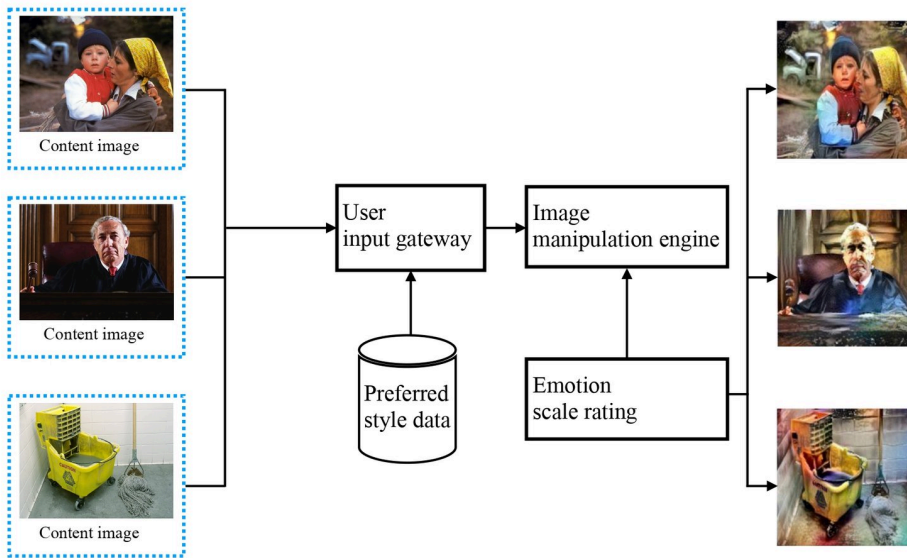 Content image
User
input gateway
Image
manipulation engine
Content image
Preferred
style data
Emotion
scale rating
Content image